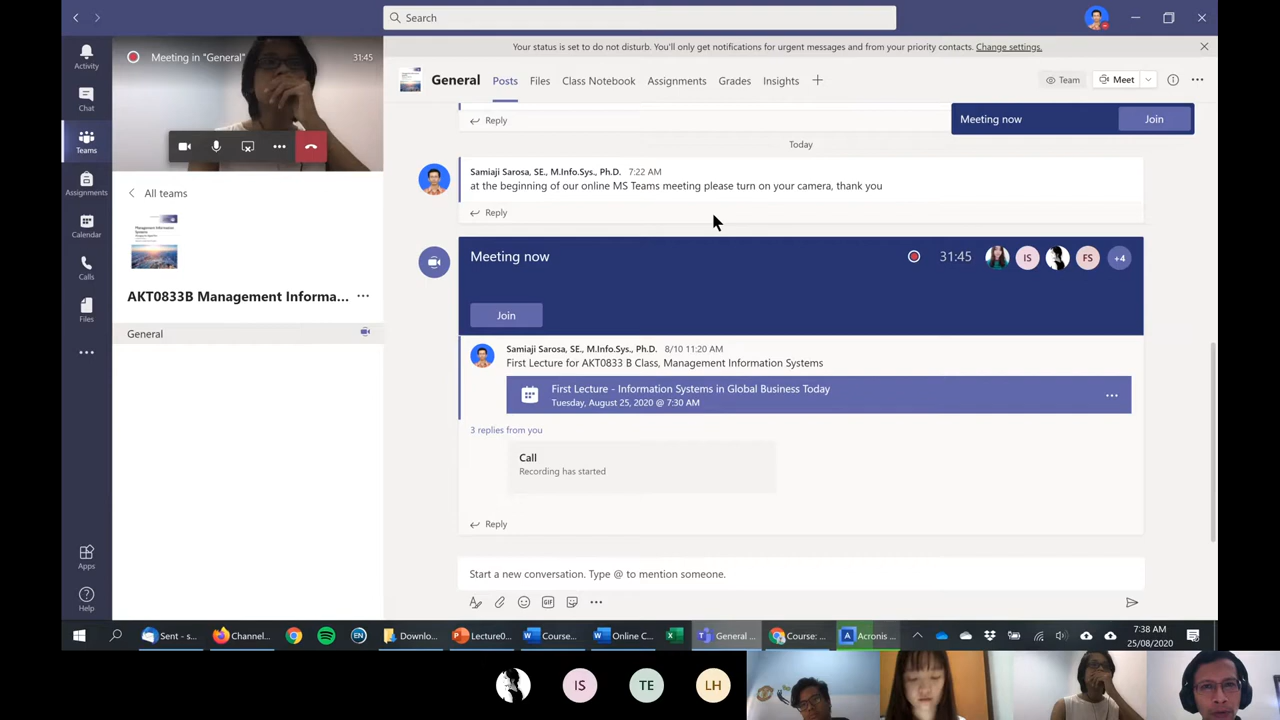 Search
Your status is set to do not disturb. You'll only get notifications for urgent messages and from your priority contacts. Change settings.
Activity
Chat
Teams
Assignments
Calendar
Calls
Files
Apps
Help
Meeting in "General"
31:45
All teams
AKT0833B Management Informa...
General
General Posts Files Class Notebook Assignments Grades Insights
Team Meet
Reply
Meeting now Join
Today
Samiaji Sarosa, SE., M.Info.Sys., Ph.D. 7:22 AM
at the beginning of our online MS Teams meeting please turn on your camera, thank you
Reply
Meeting now 31:45 IS FS +4
Join
Samiaji Sarosa, SE., M.Info.Sys., Ph.D. 8/10 11:20 AM
First Lecture for AKT0833 B Class, Management Information Systems
First Lecture - Information Systems in Global Business Today
Tuesday, August 25, 2020 @ 7:30 AM
3 replies from you
Call
Recording has started
Reply
Start a new conversation. Type @ to mention someone.
GIF
Sent - s... Channel... EN Downlo... Lecture0... Course... Online C... General ... Course: ... Acronis ... 7:38 AM
25/08/2020
IS TE LH